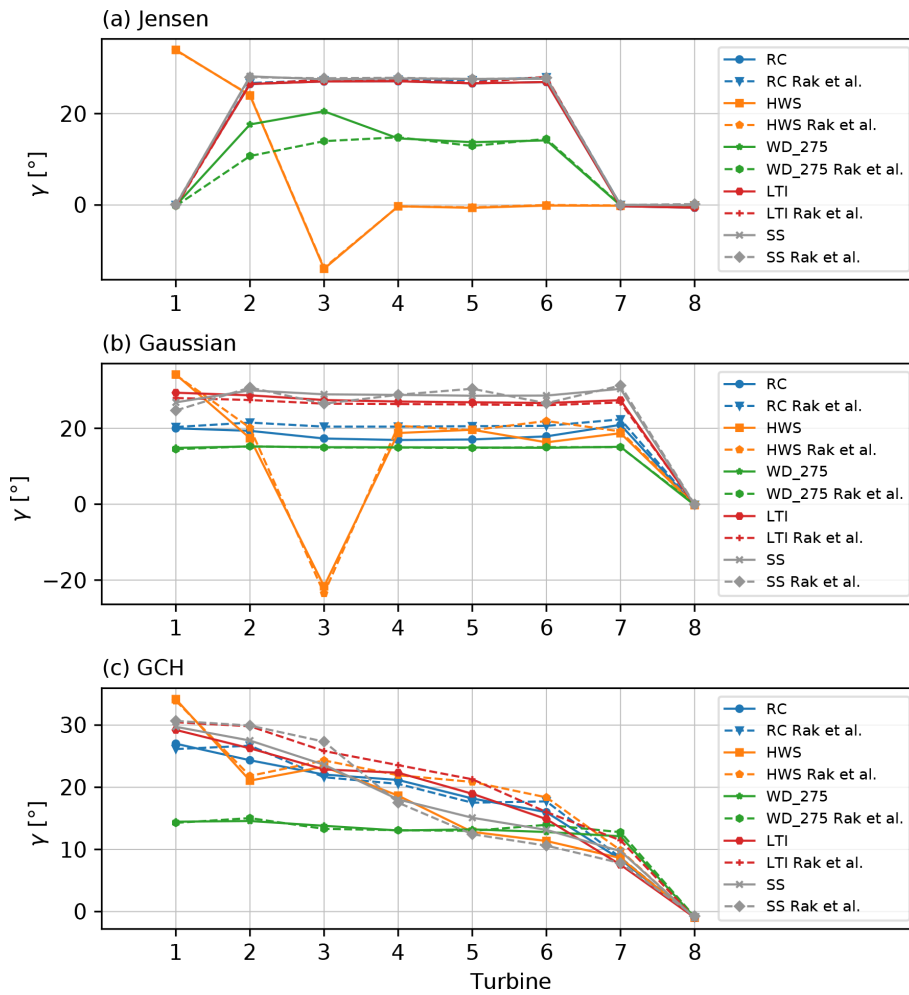 (a) Jensen
20
0
γ [°]
1 2 3 4 5 6 7 8
RC
RC Rak et al.
HWS
HWS Rak et al.
WD_275
WD_275 Rak et al.
LTI
LTI Rak et al.
SS
SS Rak et al.
(b) Gaussian
20
0
−20
γ [°]
1 2 3 4 5 6 7 8
RC
RC Rak et al.
HWS
HWS Rak et al.
WD_275
WD_275 Rak et al.
LTI
LTI Rak et al.
SS
SS Rak et al.
(c) GCH
30
20
10
0
γ [°]
1 2 3 4 5 6 7 8
Turbine
RC
RC Rak et al.
HWS
HWS Rak et al.
WD_275
WD_275 Rak et al.
LTI
LTI Rak et al.
SS
SS Rak et al.